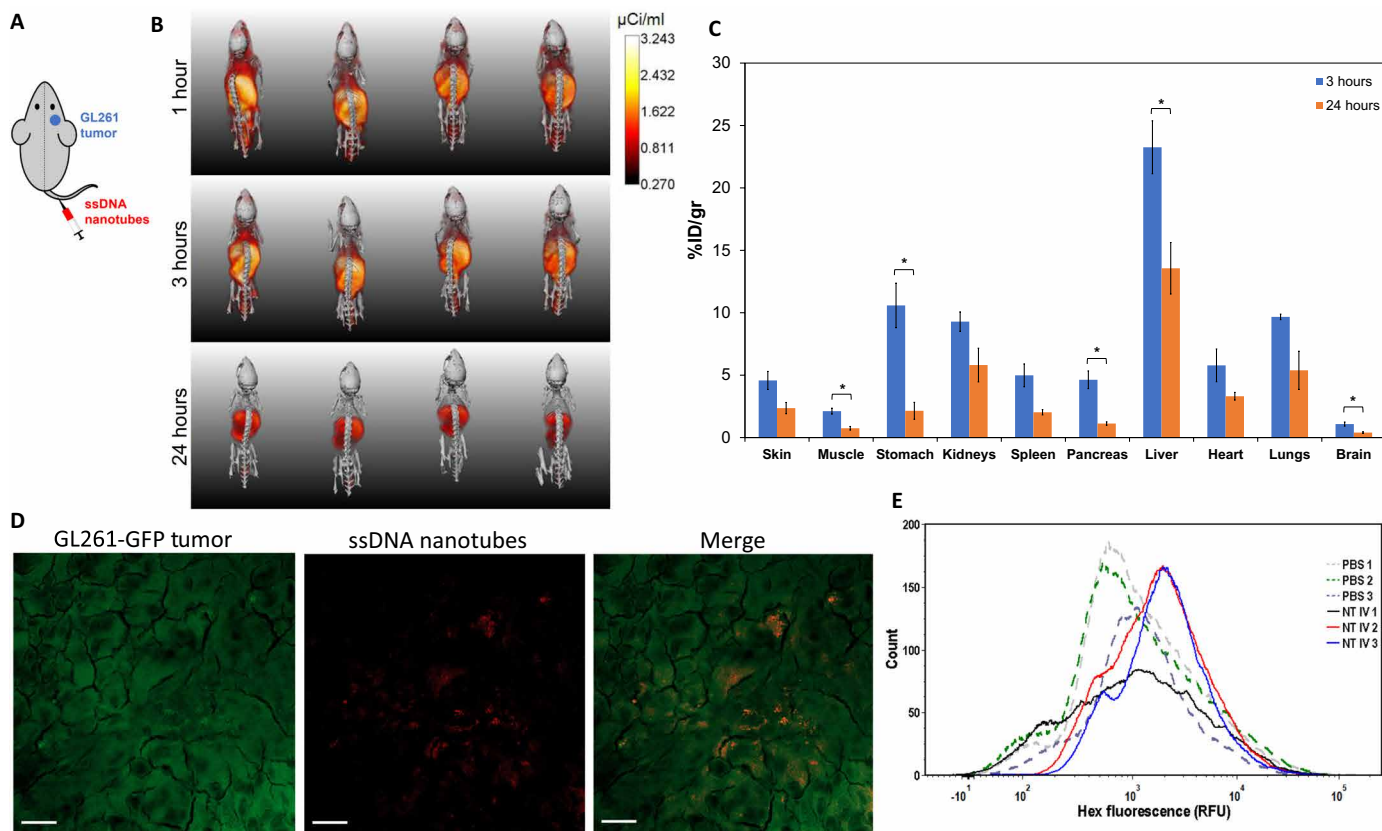 A
GL261
tumor
ssDNA
nanotubes
B
1 hour
3 hours
24 hours
µCi/ml
3.243
2.432
1.622
0.811
0.270
C
30
25
20
15
10
5
0
%ID/gr
3 hours
24 hours
*
*
*
*
*
Skin Muscle Stomach Kidneys Spleen Pancreas Liver Heart Lungs Brain
D
GL261-GFP tumor ssDNA nanotubes Merge
E
200
150
100
50
0
Count
PBS 1
PBS 2
PBS 3
NT IV 1
NT IV 2
NT IV 3
-10¹ 10² 10³ 10⁴ 10⁵
Hex fluorescence (RFU)